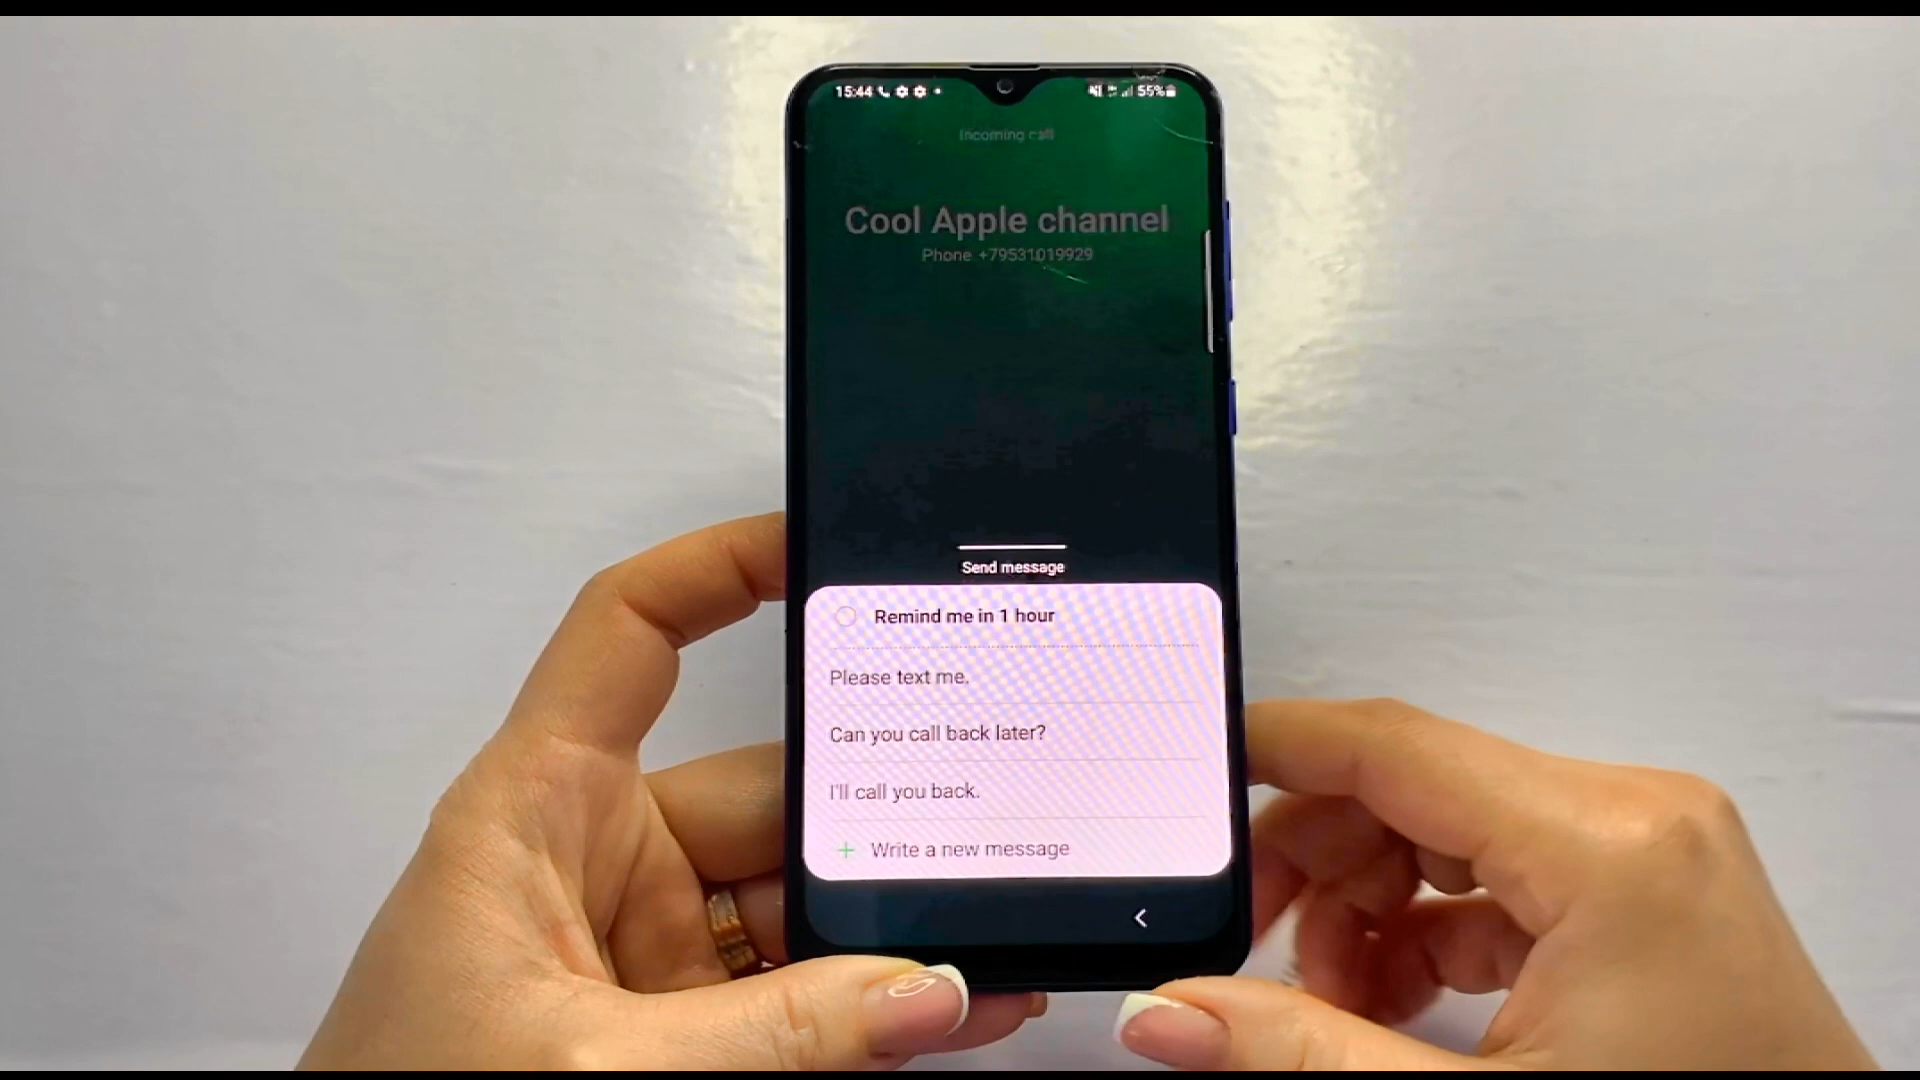 15:44
55%
Incoming call
Cool Apple channel
Phone +79531019929
Send message
Remind me in 1 hour
Please text me.
Can you call back later?
I'll call you back.
+ Write a new message